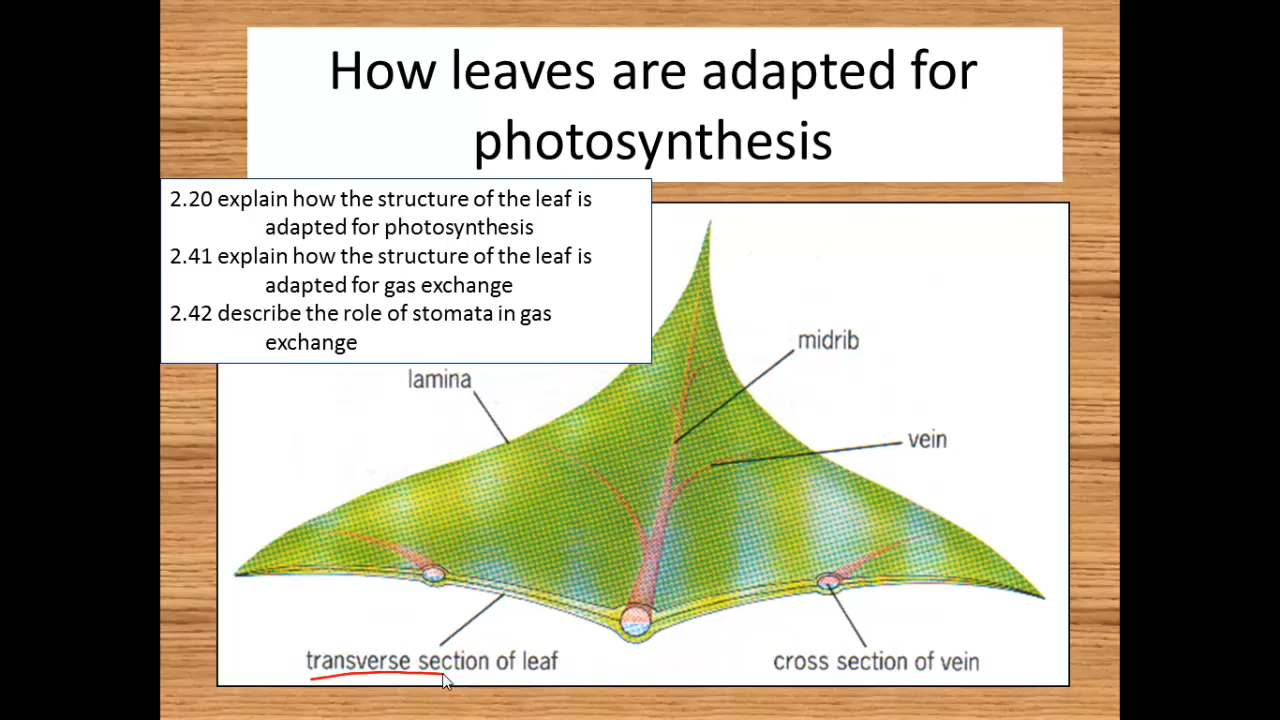 How leaves are adapted for
photosynthesis
2.20 explain how the structure of the leaf is
adapted for photosynthesis
2.41 explain how the structure of the leaf is
adapted for gas exchange
2.42 describe the role of stomata in gas
exchange
midrib
lamina
vein
transverse section of leaf
cross section of vein